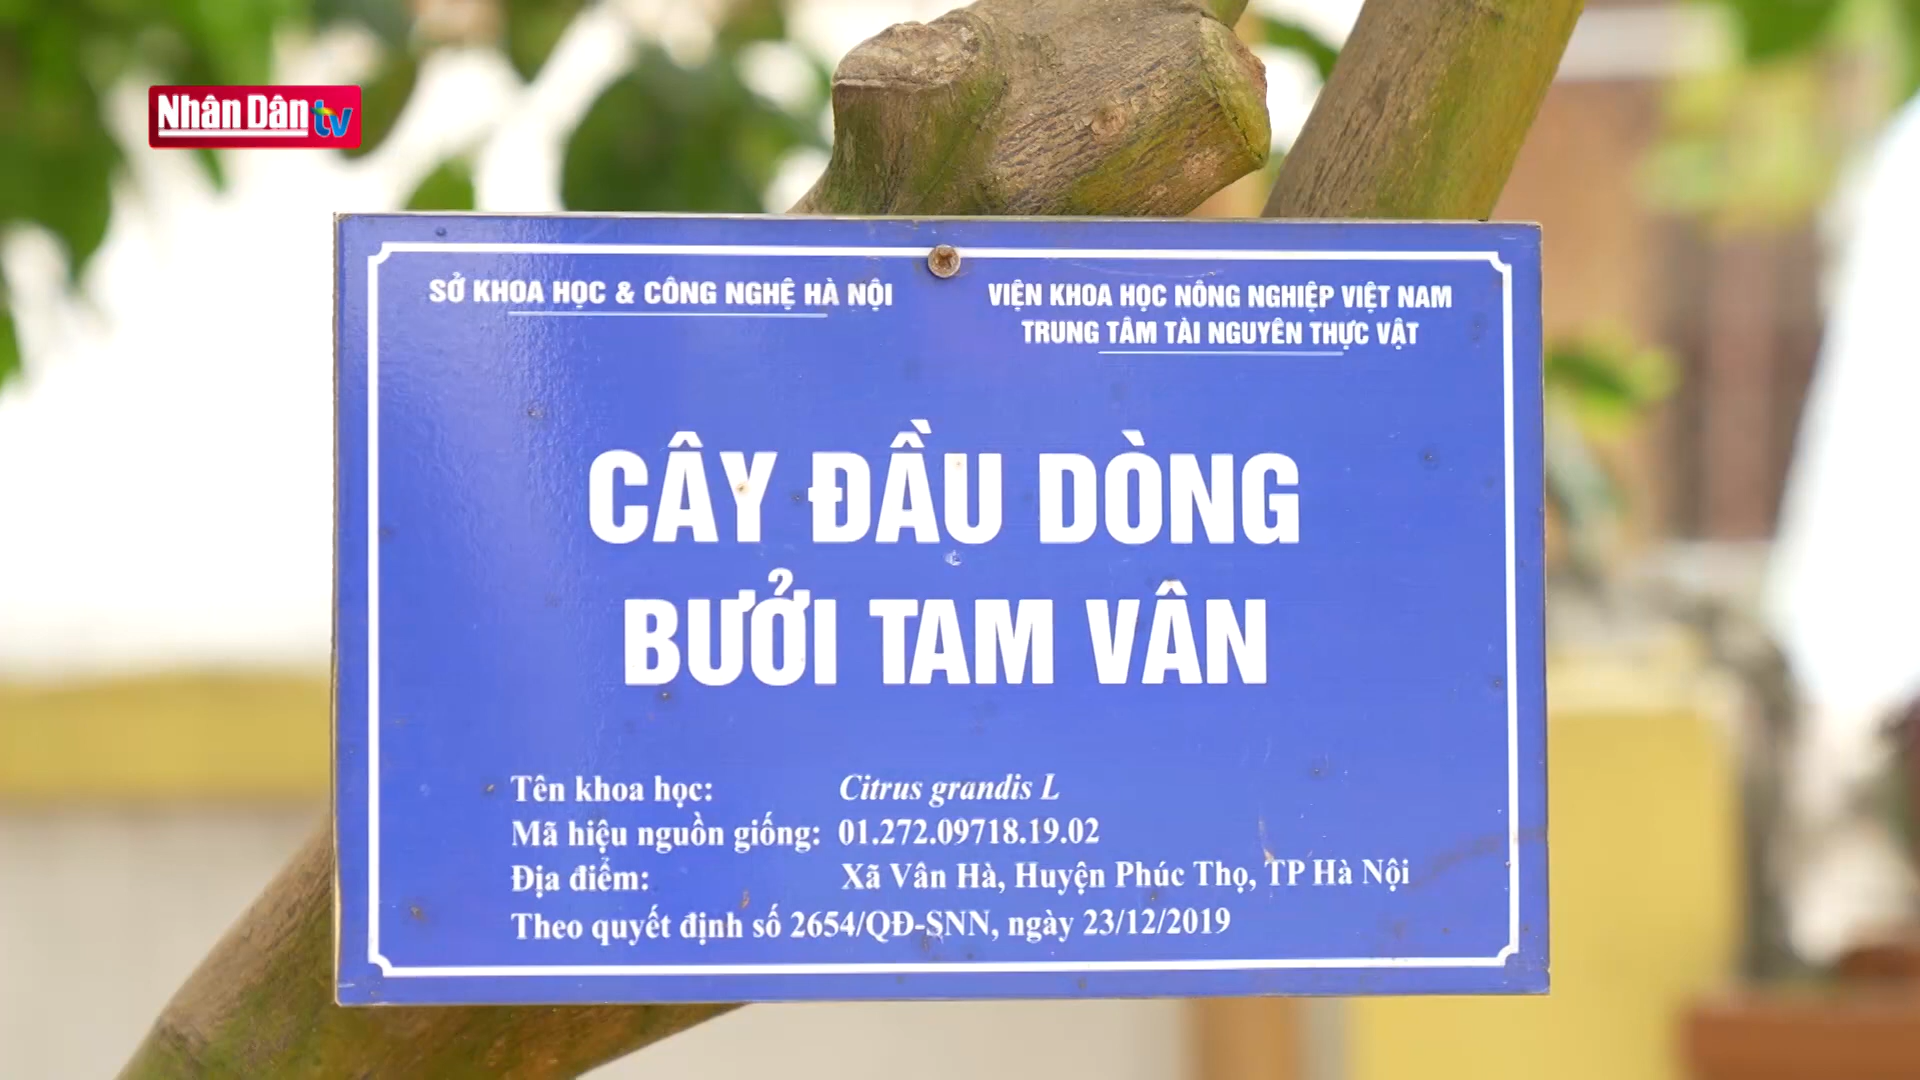 Nhân Dân tv
SỞ KHOA HỌC & CÔNG NGHỆ HÀ NỘI
VIỆN KHOA HỌC NÔNG NGHIỆP VIỆT NAM
TRUNG TÂM TÀI NGUYÊN THỰC VẬT
CÂY ĐẦU DÒNG
BƯỞI TAM VÂN
Tên khoa học: Citrus grandis L
Mã hiệu nguồn giống: 01.272.09718.19.02
Địa điểm: Xã Vân Hà, Huyện Phúc Thọ, TP Hà Nội
Theo quyết định số 2654/QĐ-SNN, ngày 23/12/2019